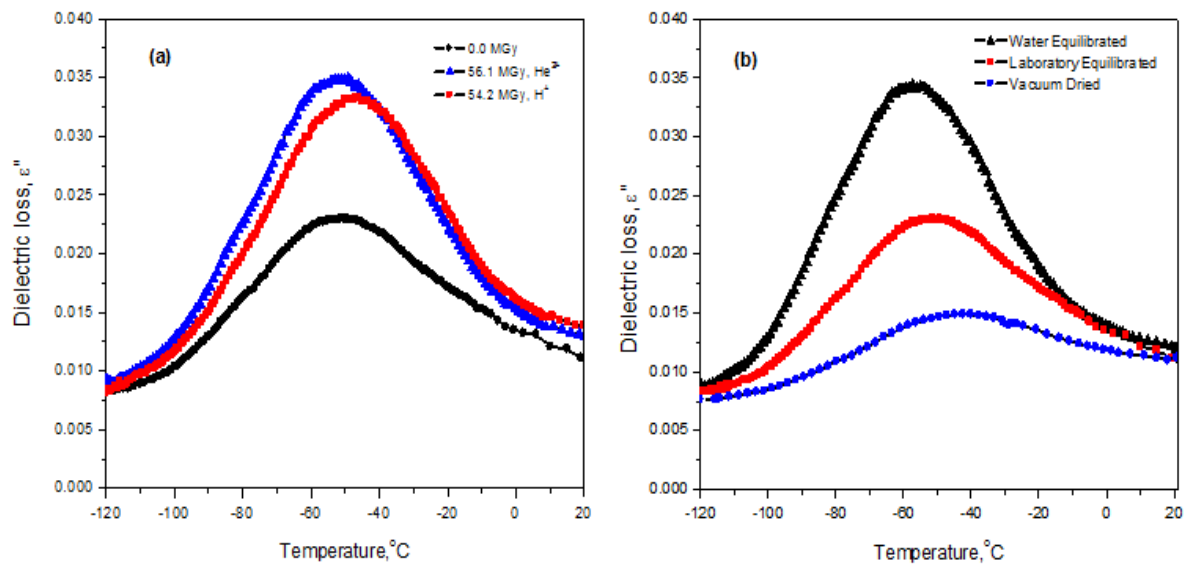 (a)
0.0 MGy
56.1 MGy, He²⁺
54.2 MGy, H⁺
0.040
0.035
0.030
0.025
0.020
0.015
0.010
0.005
0.000
Dielectric loss, ε"
-120 -100 -80 -60 -40 -20 0 20
Temperature,°C
(b)
Water Equilibrated
Laboratory Equilibrated
Vacuum Dried
0.040
0.035
0.030
0.025
0.020
0.015
0.010
0.005
0.000
Dielectric loss, ε"
-120 -100 -80 -60 -40 -20 0 20
Temperature,°C